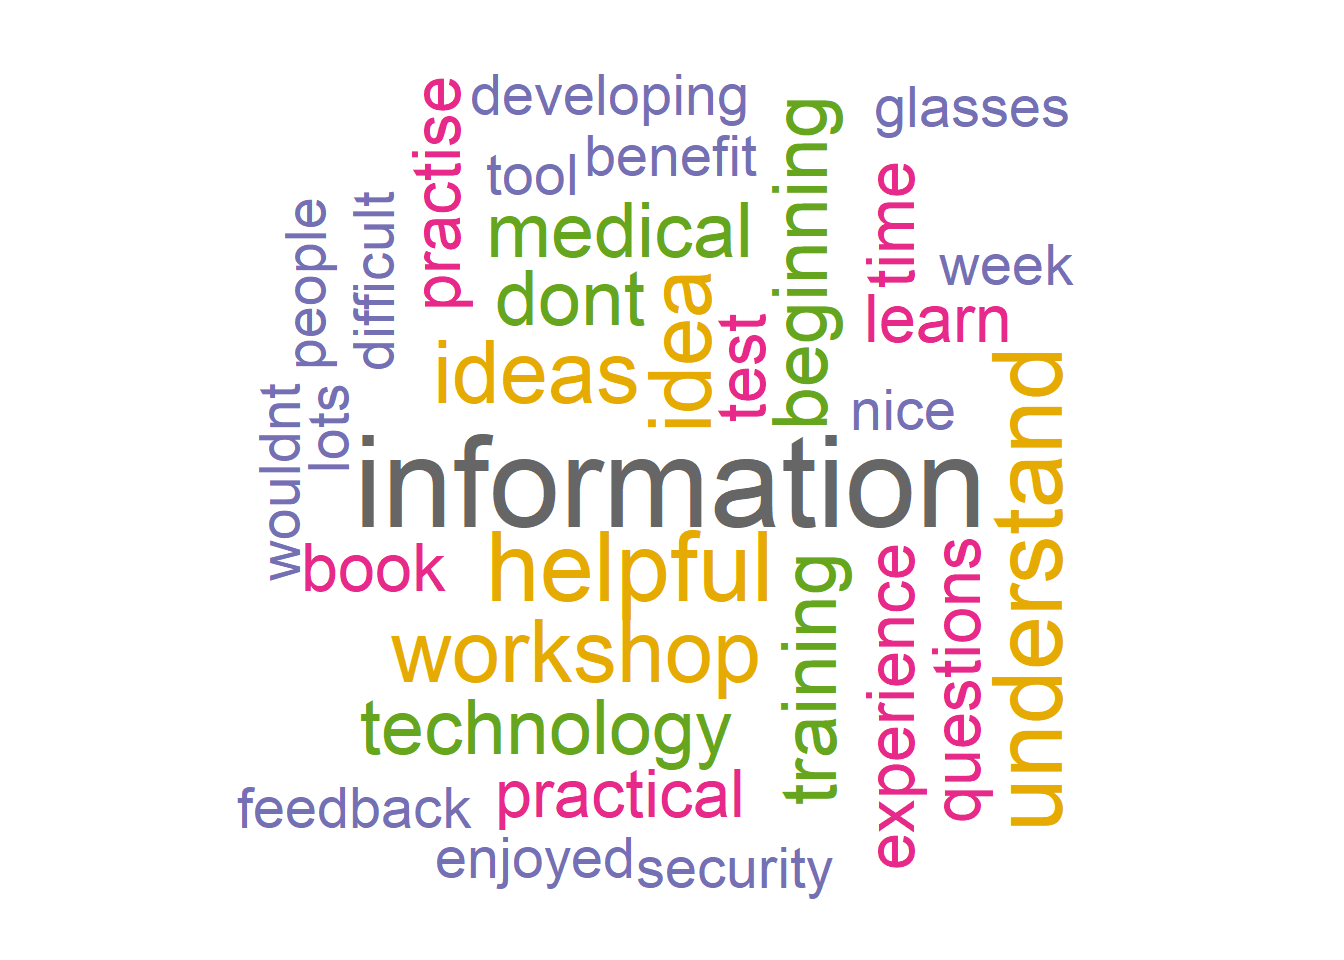 developing
glasses
practise
tool
benefit
beginning
time
people
difficult
medical
week
dont
idea
learn
test
ideas
nice
understand
wouldnt
lots
information
book
helpful
training
experience
questions
workshop
technology
practical
feedback
enjoyed
security